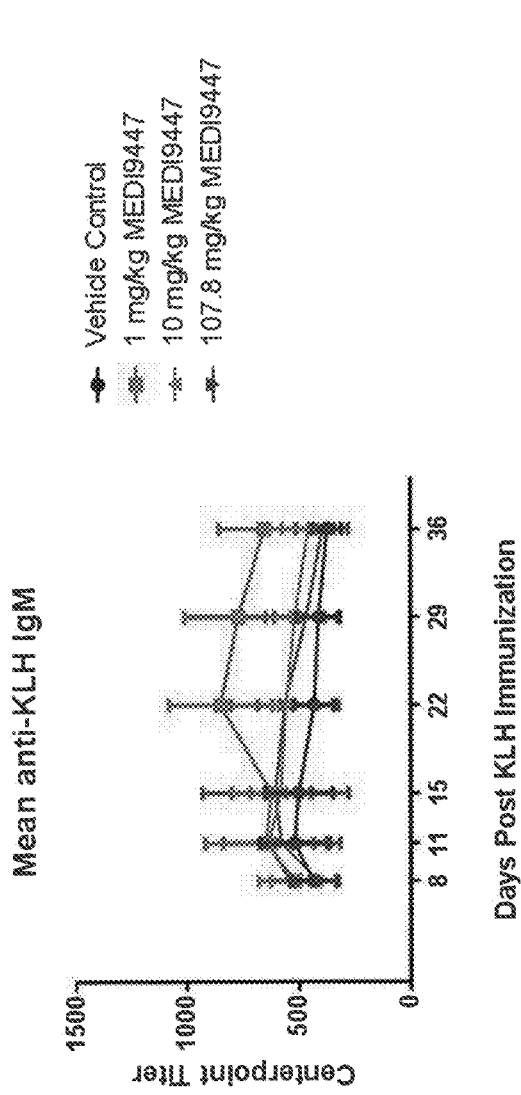 Mean anti-KLH IgM
Vehicle Control
1 mg/kg MEDI9447
10 mg/kg MEDI9447
107.8 mg/kg MEDI9447
Centerpoint Titer
1500
1000
500
0
8 11 15 22 29 36
Days Post KLH Immunization